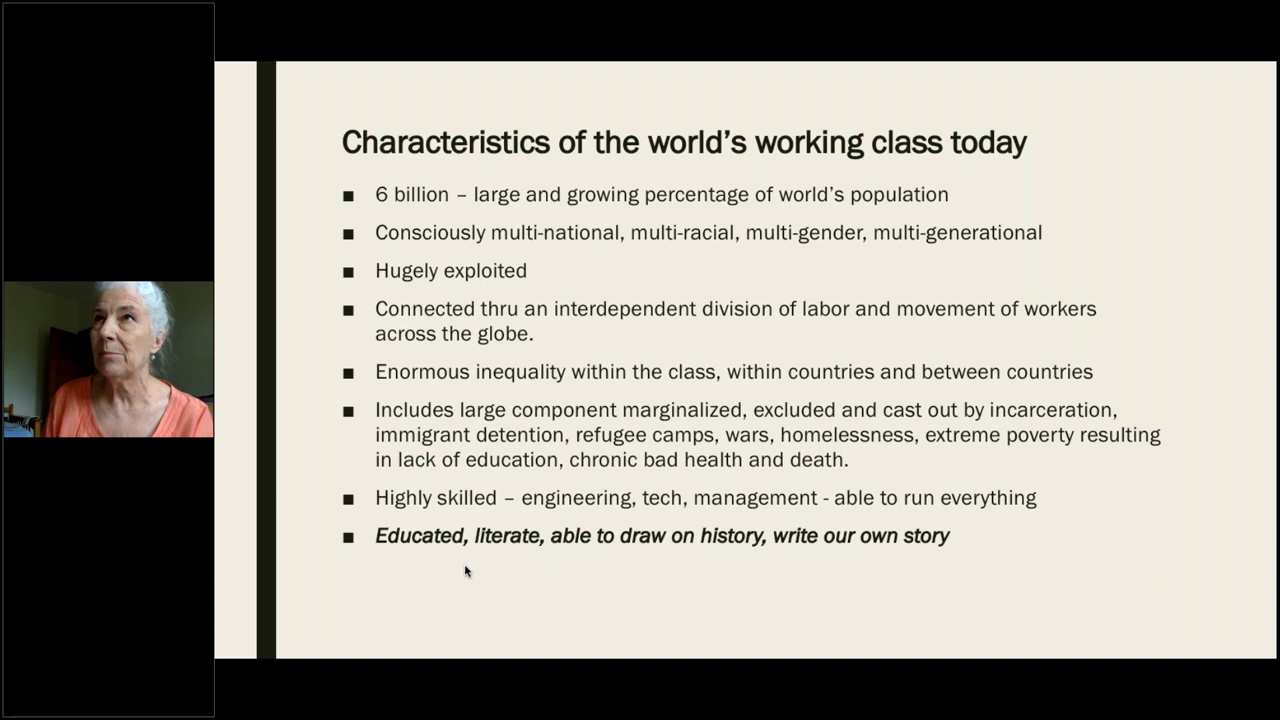 Characteristics of the world’s working class today
■ 6 billion – large and growing percentage of world’s population
■ Consciously multi-national, multi-racial, multi-gender, multi-generational
■ Hugely exploited
■ Connected thru an interdependent division of labor and movement of workers
across the globe.
■ Enormous inequality within the class, within countries and between countries
■ Includes large component marginalized, excluded and cast out by incarceration,
immigrant detention, refugee camps, wars, homelessness, extreme poverty resulting
in lack of education, chronic bad health and death.
■ Highly skilled – engineering, tech, management - able to run everything
■ Educated, literate, able to draw on history, write our own story